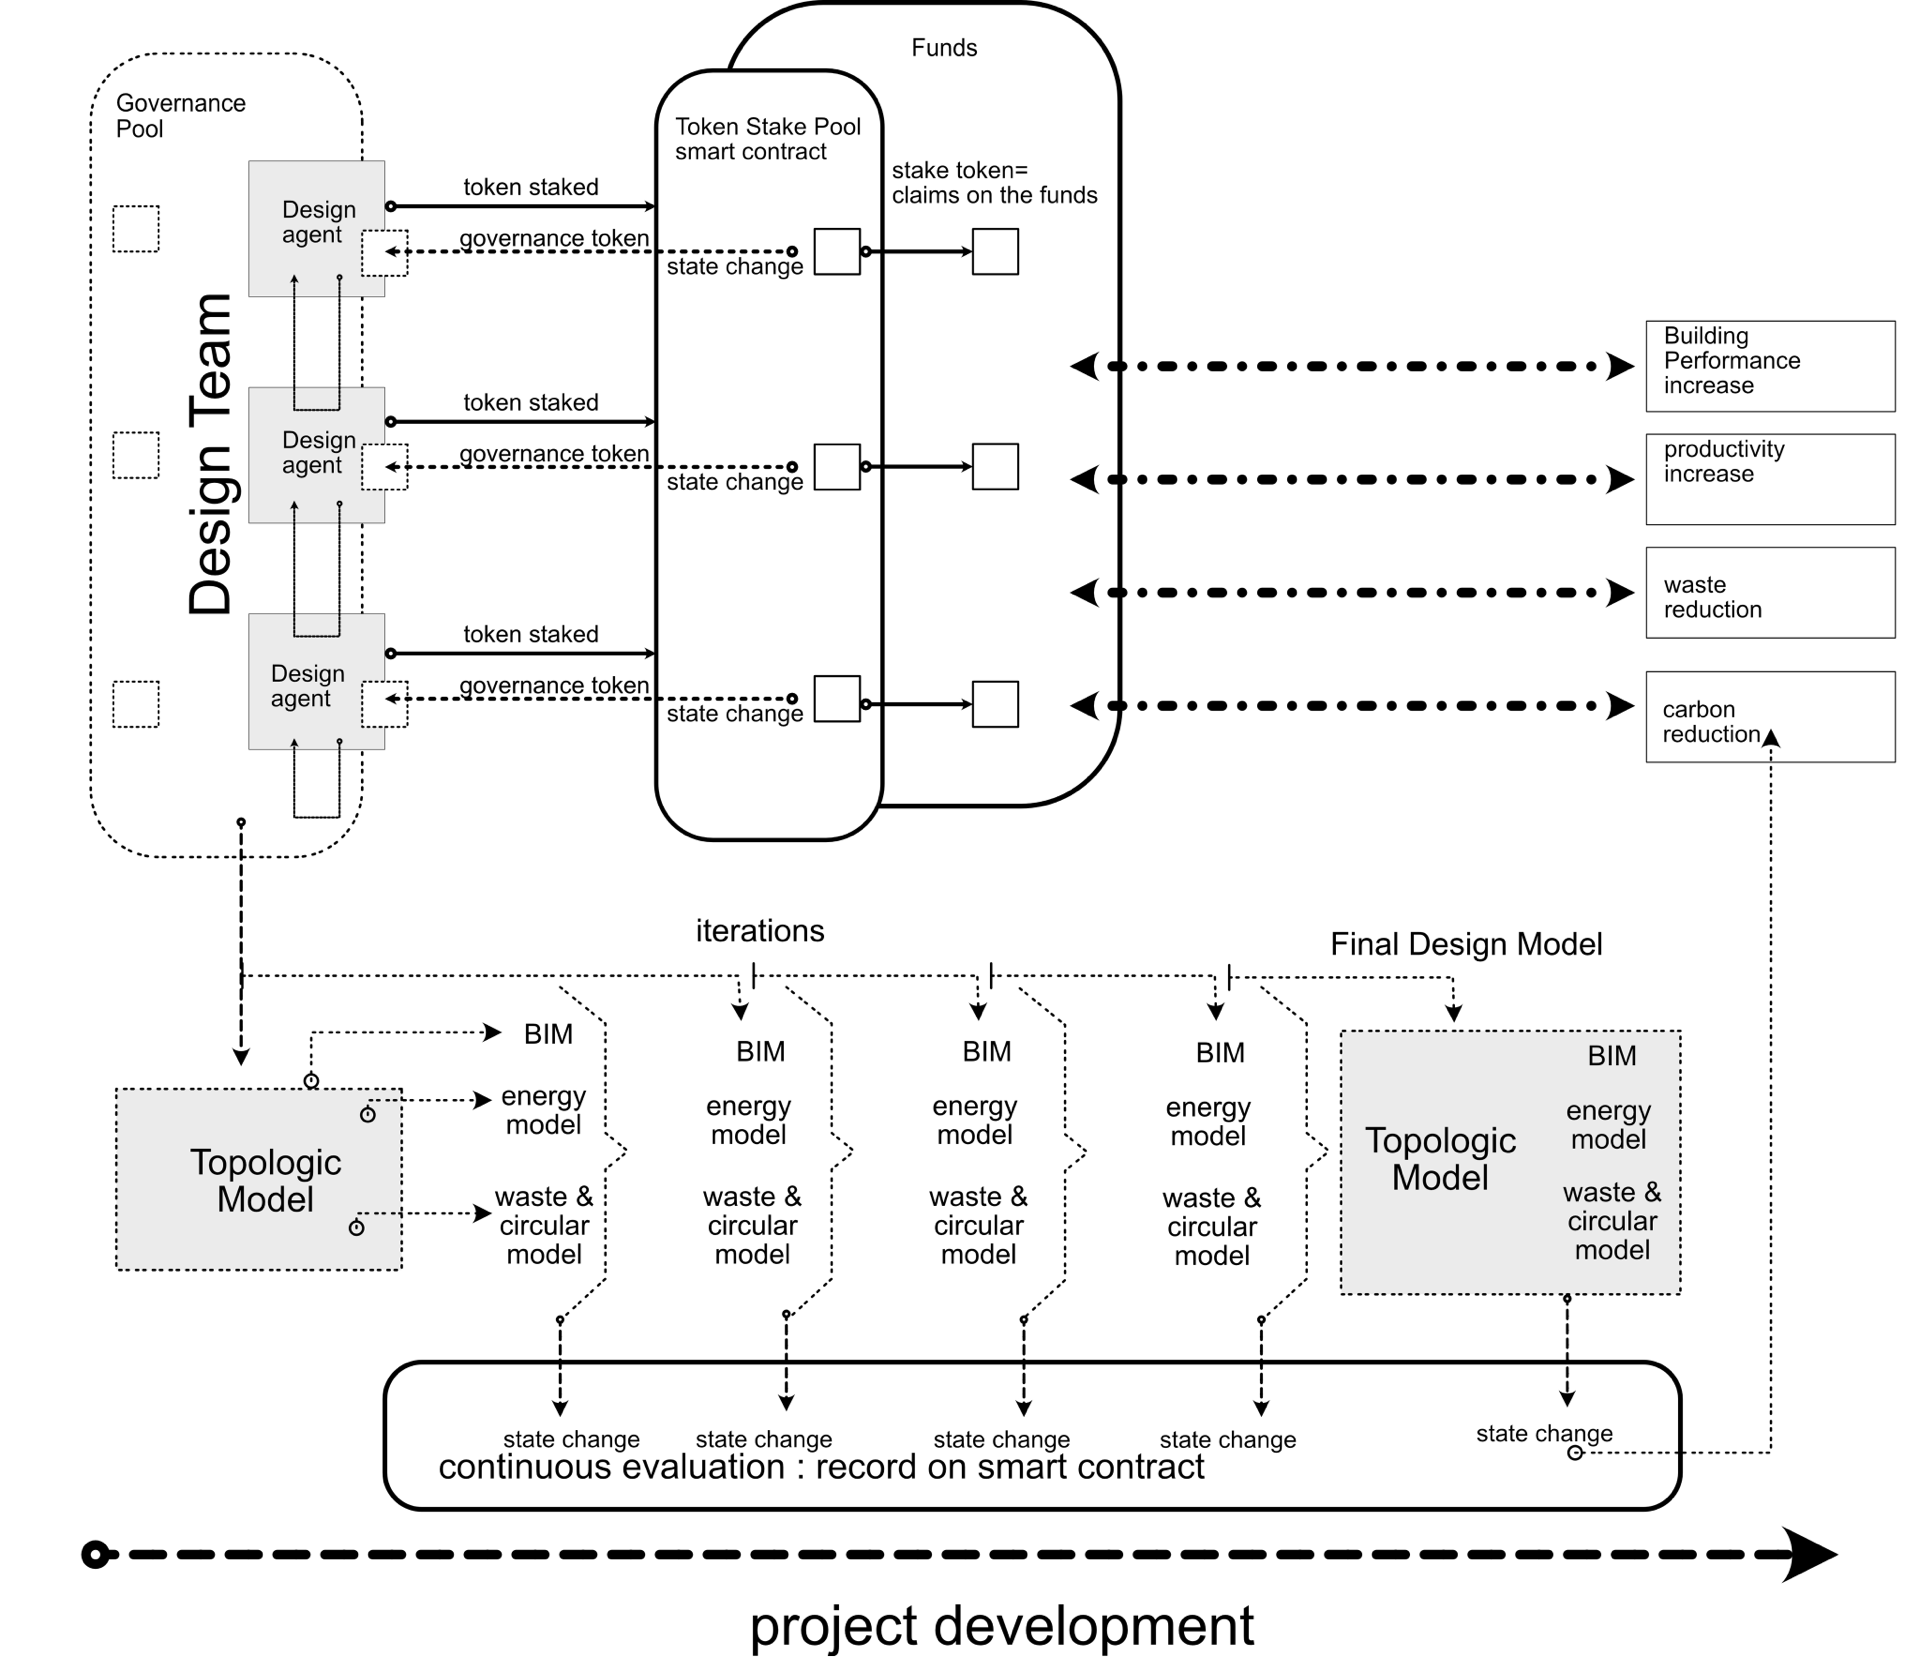 Funds
Governance
Pool
Token Stake Pool
smart contract
stake token=
claims on the funds
Design Team
Design
agent
token staked
governance token
state change
Design
agent
token staked
governance token
state change
Design
agent
token staked
governance token
state change
Building
Performance
increase
productivity
increase
waste
reduction
carbon
reduction
iterations
Final Design Model
Topologic
Model
BIM
energy
model
waste &
circular
model
BIM
energy
model
waste &
circular
model
BIM
energy
model
waste &
circular
model
BIM
energy
model
waste &
circular
model
Topologic
Model
BIM
energy
model
waste &
circular
model
state change
state change
state change
state change
state change
continuous evaluation : record on smart contract
project development